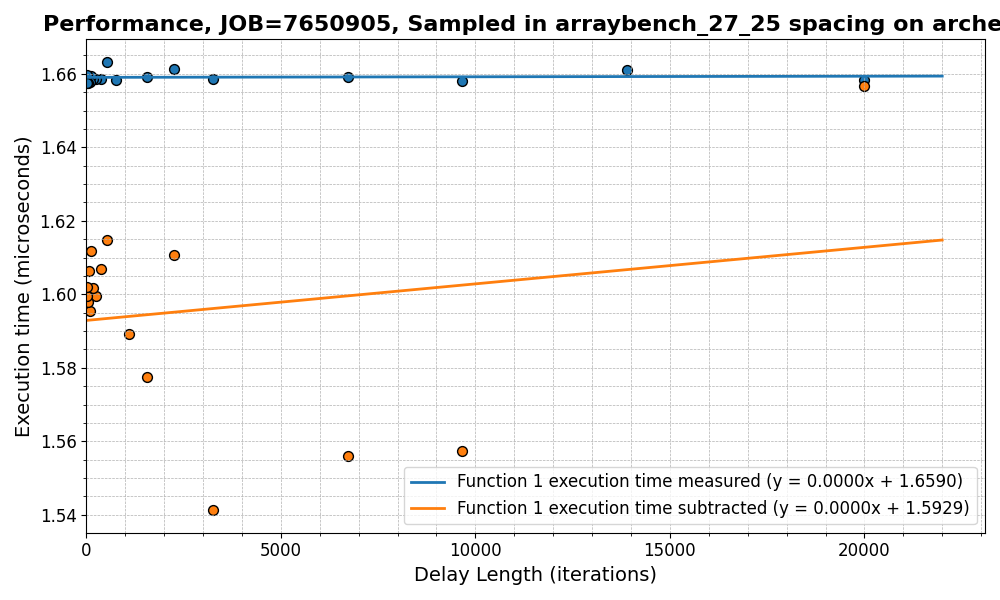 Performance, JOB=7650905, Sampled in arraybench_27_25 spacing on arche
Execution time (microseconds)
1.66
1.64
1.62
1.60
1.58
1.56
1.54
Function 1 execution time measured (y = 0.0000x + 1.6590)
Function 1 execution time subtracted (y = 0.0000x + 1.5929)
0 5000 10000 15000 20000
Delay Length (iterations)